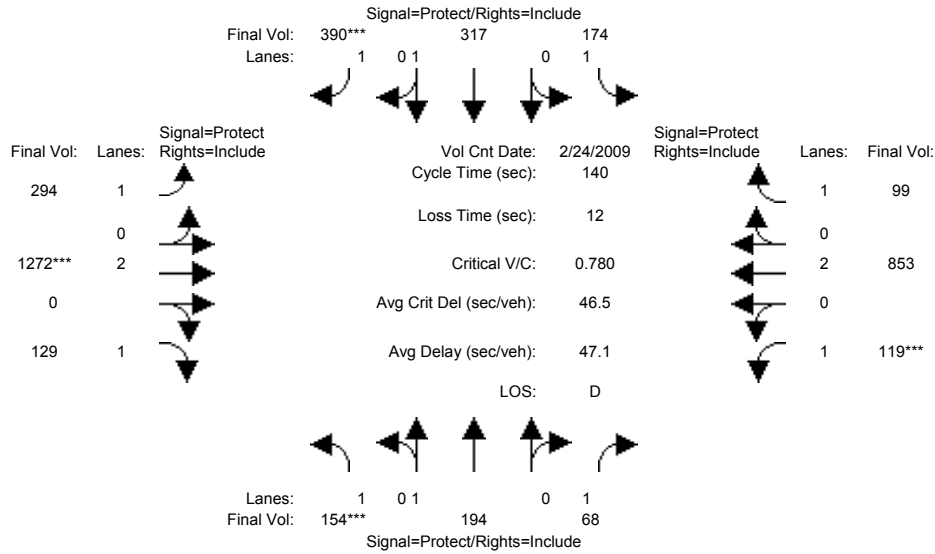 Signal=Protect/Rights=Include
Final Vol: 390*** 317 174
Lanes: 1 0 1 0 1
Signal=Protect
Final Vol: Lanes: Rights=Include
Vol Cnt Date: 2/24/2009
Signal=Protect
Rights=Include Lanes: Final Vol:
Cycle Time (sec): 140
294 1
1 99
Loss Time (sec): 12
0
0
1272*** 2 Critical V/C: 0.780 2 853
0 Avg Crit Del (sec/veh): 46.5 0
129 1 Avg Delay (sec/veh): 47.1 1 119***
LOS: D
Lanes: 1 0 1 0 1
Final Vol: 154*** 194 68
Signal=Protect/Rights=Include